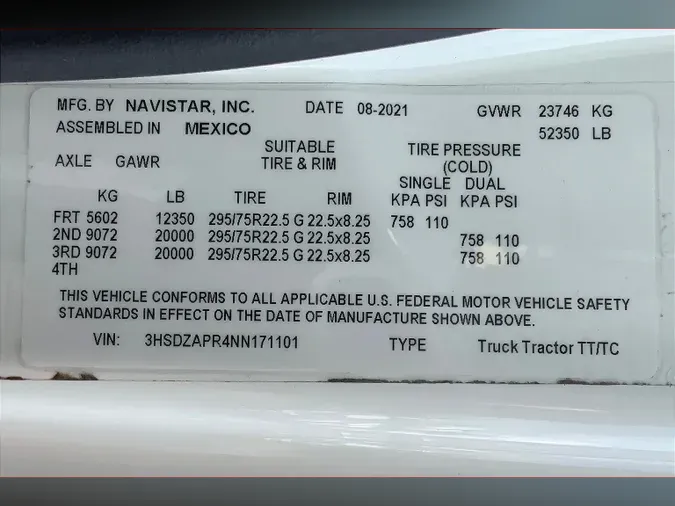 MFG. BY NAVISTAR, INC. DATE 08-2021 GVWR 23746 KG
ASSEMBLED IN MEXICO 52350 LB
SUITABLE TIRE PRESSURE
AXLE GAWR TIRE & RIM (COLD)
SINGLE DUAL
KG LB TIRE RIM KPA PSI KPA PSI
FRT 5602 12350 295/75R22.5 G 22.5x8.25 758 110
2ND 9072 20000 295/75R22.5 G 22.5x8.25 758 110
3RD 9072 20000 295/75R22.5 G 22.5x8.25 758 110
4TH
THIS VEHICLE CONFORMS TO ALL APPLICABLE U.S. FEDERAL MOTOR VEHICLE SAFETY
STANDARDS IN EFFECT ON THE DATE OF MANUFACTURE SHOWN ABOVE.
VIN: 3HSDZAPR4NN171101 TYPE Truck Tractor TT/TC